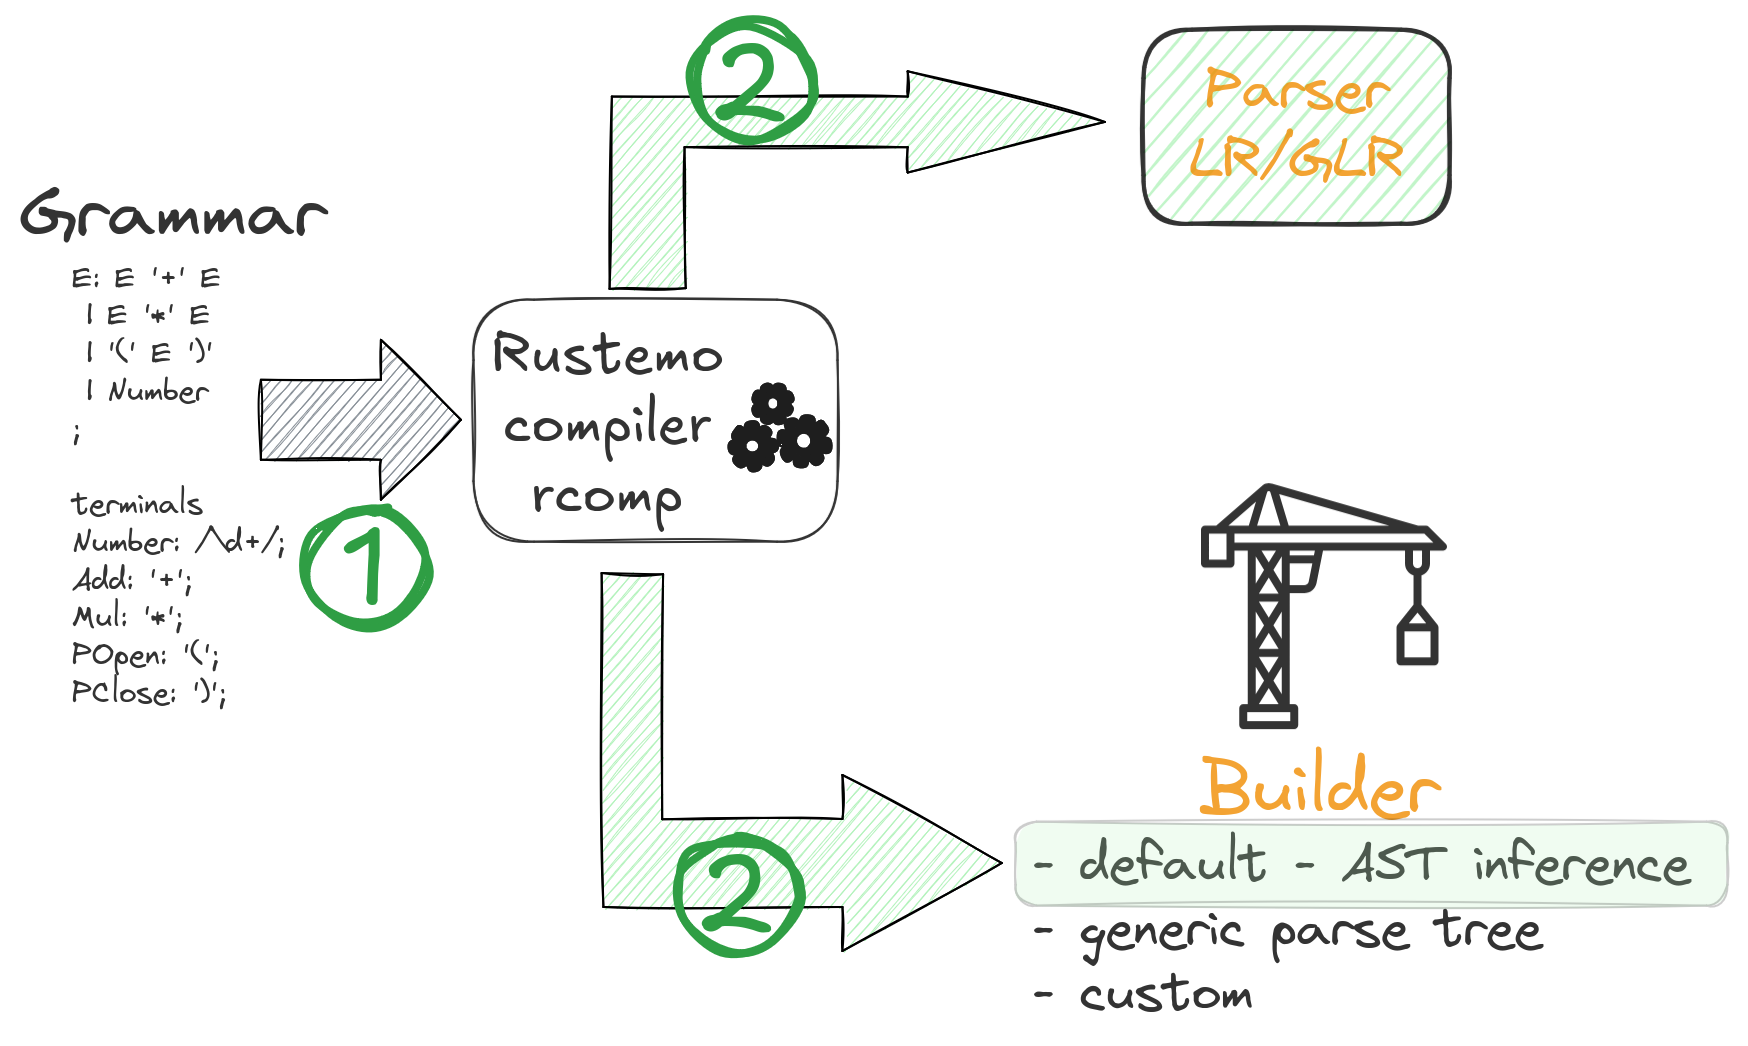 Grammar
E: E '+' E
| E '*' E
| '(' E ')'
| Number
;
terminals
Number: /\d+/;
Add: '+';
Mul: '*';
POpen: '(';
PClose: ')';
1
Rustemo
compiler
rcomp
2
Parser
LR/GLR
2
Builder
- default - AST inference
- generic parse tree
- custom